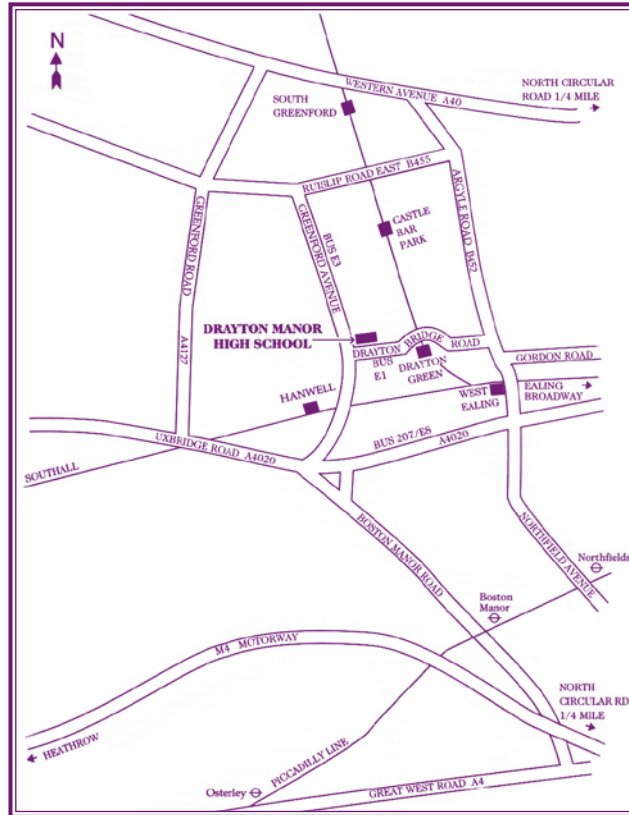 N
WESTERN AVENUE A40
NORTH CIRCULAR
ROAD 1/4 MILE
SOUTH
GREENFORD
RUISLIP ROAD EAST B455
GREENFORD ROAD
A4127
BUS E3
GREENFORD AVENUE
CASTLE
BAR
PARK
ARGYLE ROAD B452
DRAYTON MANOR
HIGH SCHOOL
DRAYTON BRIDGE ROAD
BUS
E1
DRAYTON
GREEN
GORDON ROAD
HANWELL
WEST
EALING
EALING
BROADWAY
BUS 207/E8
A4020
UXBRIDGE ROAD A4020
SOUTHALL
BOSTON MANOR ROAD
NORTHFIELD AVENUE
Northfields
Boston
Manor
M4 MOTORWAY
HEATHROW
NORTH
CIRCULAR RD
1/4 MILE
PICCADILLY LINE
Osterley
GREAT WEST ROAD A4